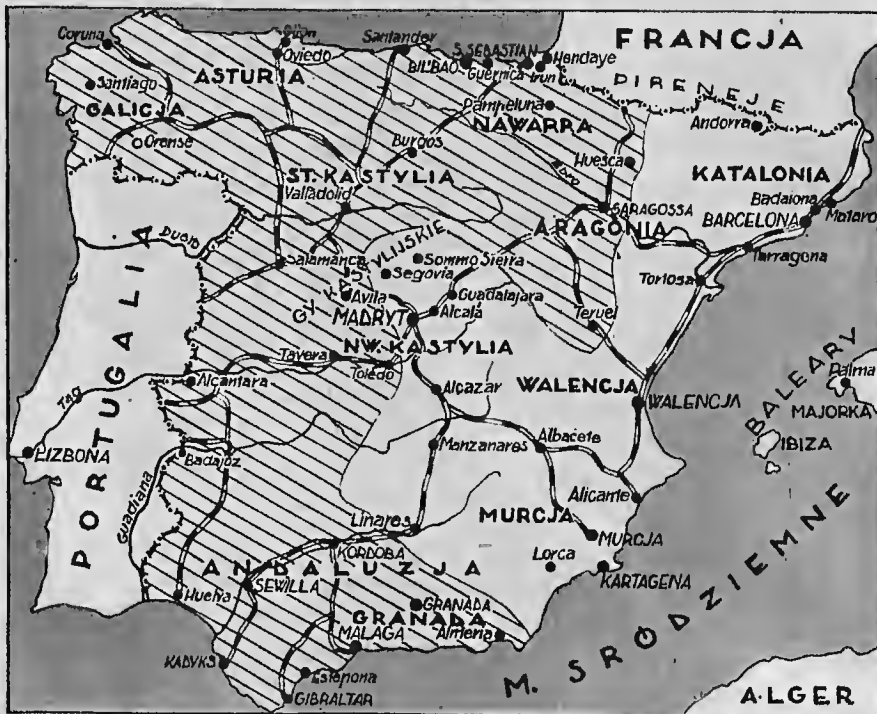 FRANCJA
Coruna
Gijon
Oviedo
Santander
BILBAO
S. SEBASTIAN
Guernica
Irun
Hendaye
Santiago
ASTURIA
GALICJA
Orense
PIRENEJE
Pampeluna
NAWARRA
Andorra
Burgos
Huesca
ST. KASTYLIA
Valladolid
Ebro
KATALONIA
SARAGOSSA
Badalona
BARCELONA
Mataro
ARAGONIA
Tarragona
Duero
Salamanca
GY KASTYLIJSKIE
Sommo Sierra
Segovia
Tortosa
Avila
Guadalajara
Alcala
MADRYT
Teruel
NW. KASTYLIA
Tavera
Toledo
PORTUGALIA
Tag
Alcantara
Alcazar
WALENCJA
WALENCJA
BALEARY
Palma
MAJORKA
IBIZA
LIZBONA
Badajoz
Manzanares
Albacete
Guadiana
Alicante
Linares
MURCJA
MURCJA
KORDOBA
ANDALUZJA
SEWILLA
Lorca
KARTAGENA
Huelva
GRANADA
GRANADA
MALAGA
Almeria
KADYKS
Estepona
GIBRALTAR
M. SRÓDZIEMNE
ALGER